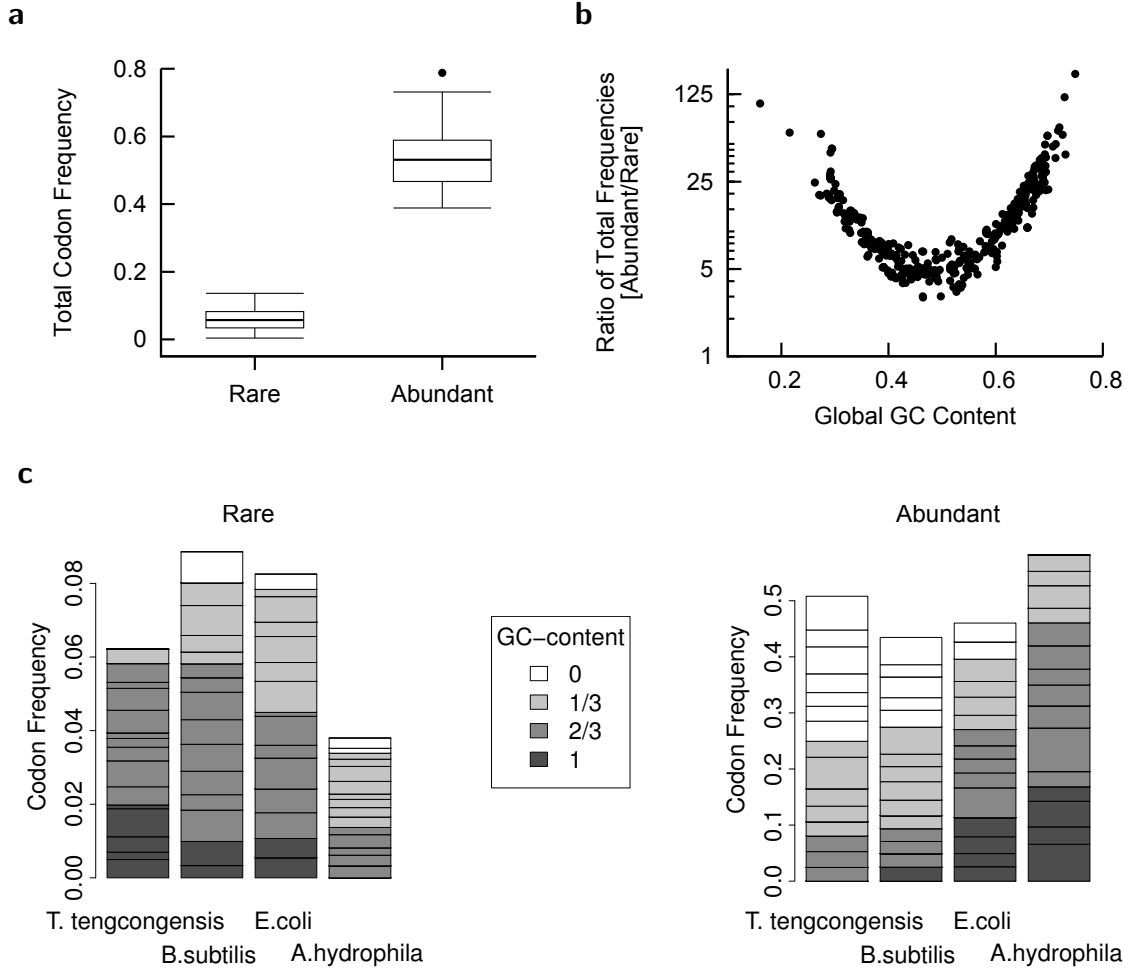 a
Total Codon Frequency
0.8
0.6
0.4
0.2
0
Rare
Abundant
b
Ratio of Total Frequencies
[Abundant/Rare]
125
25
5
1
0.2
0.4
0.6
0.8
Global GC Content
c
Rare
Codon Frequency
0.08
0.06
0.04
0.02
0.00
T. tengcongensis
B.subtilis
E.coli
A.hydrophila
GC−content
0
1/3
2/3
1
Abundant
Codon Frequency
0.5
0.4
0.3
0.2
0.1
0.0
T. tengcongensis
B.subtilis
E.coli
A.hydrophila